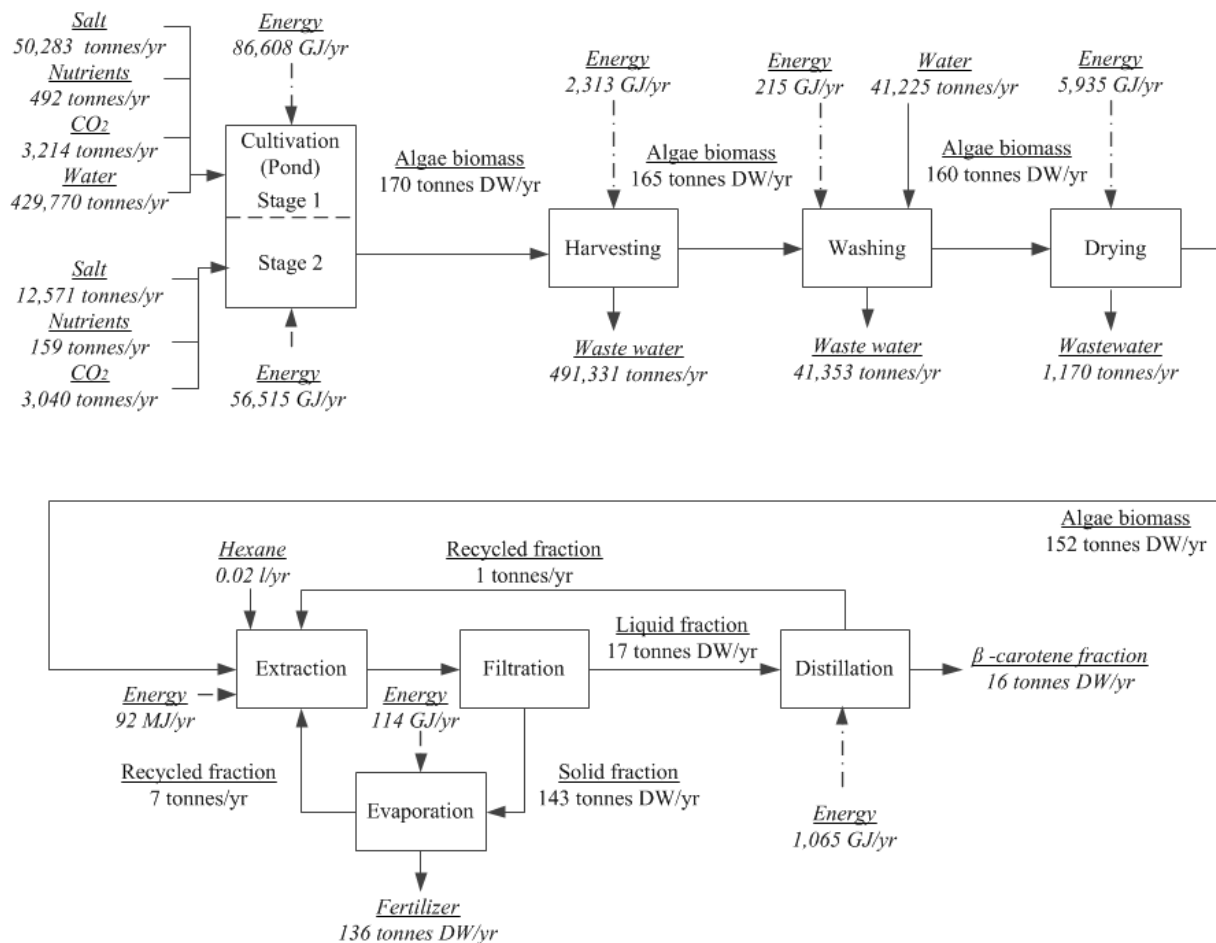 Salt
50,283 tonnes/yr
Nutrients
492 tonnes/yr
CO2
3,214 tonnes/yr
Water
429,770 tonnes/yr
Energy
86,608 GJ/yr
Cultivation
(Pond)
Stage 1
Stage 2
Salt
12,571 tonnes/yr
Nutrients
159 tonnes/yr
CO2
3,040 tonnes/yr
Energy
56,515 GJ/yr
Algae biomass
170 tonnes DW/yr
Energy
2,313 GJ/yr
Harvesting
Waste water
491,331 tonnes/yr
Algae biomass
165 tonnes DW/yr
Energy
215 GJ/yr
Water
41,225 tonnes/yr
Washing
Waste water
41,353 tonnes/yr
Algae biomass
160 tonnes DW/yr
Energy
5,935 GJ/yr
Drying
Wastewater
1,170 tonnes/yr
Algae biomass
152 tonnes DW/yr
Hexane
0.02 l/yr
Recycled fraction
1 tonnes/yr
Extraction
Energy
92 MJ/yr
Filtration
Liquid fraction
17 tonnes DW/yr
Distillation
β -carotene fraction
16 tonnes DW/yr
Energy
114 GJ/yr
Recycled fraction
7 tonnes/yr
Evaporation
Solid fraction
143 tonnes DW/yr
Energy
1,065 GJ/yr
Fertilizer
136 tonnes DW/yr